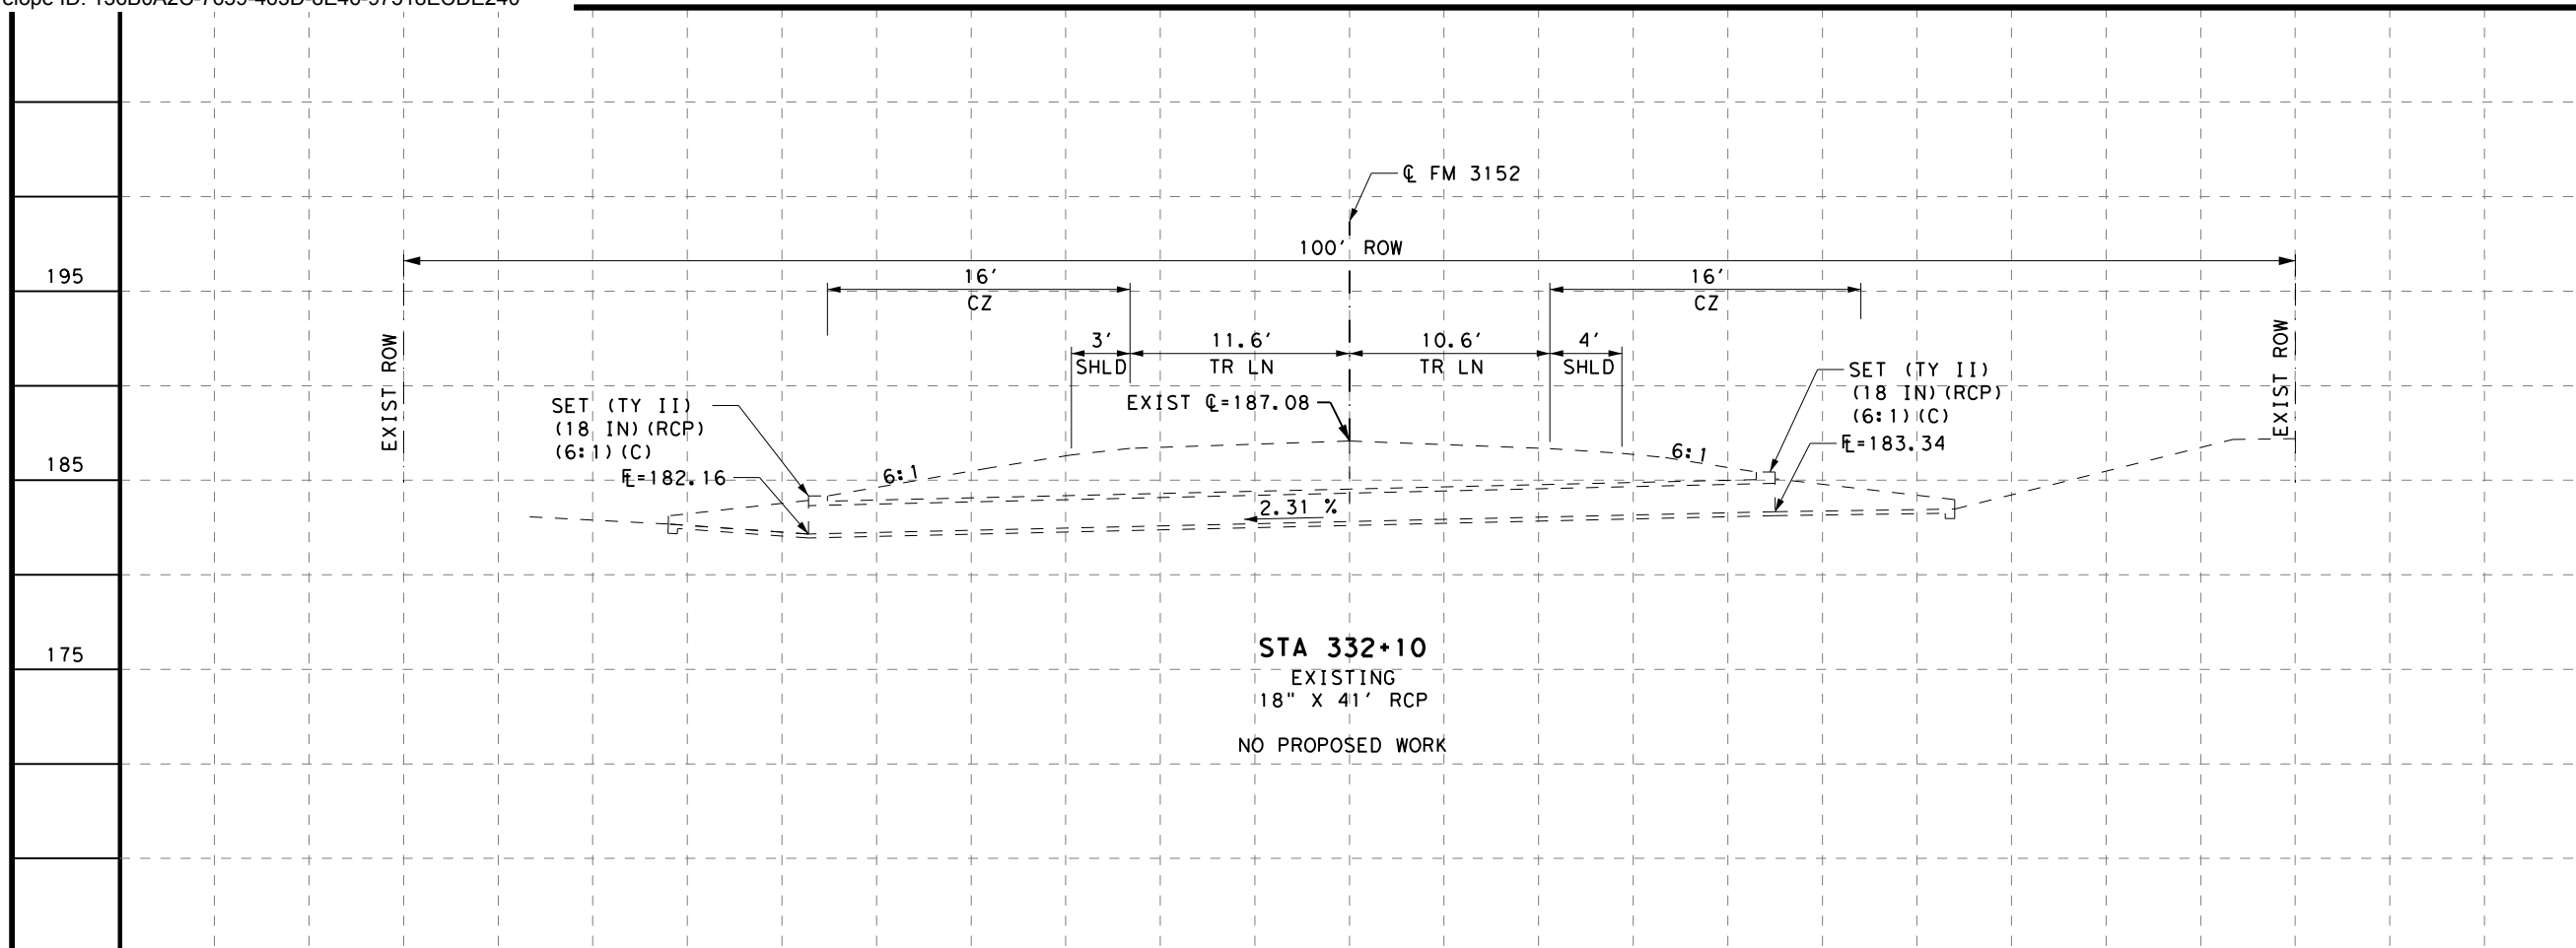 ℄ FM 3152
100' ROW
195
16'
CZ
16'
CZ
EXIST ROW
3'
SHLD
11.6'
TR LN
10.6'
TR LN
4'
SHLD
EXIST ROW
SET (TY II)
(18 IN)(RCP)
(6:1)(C)
EXIST ℄=187.08
SET (TY II)
(18 IN)(RCP)
(6:1)(C)
185
FL=182.16
6:1
6:1
FL=183.34
2.31 %
175
STA 332+10
EXISTING
18" X 41' RCP
NO PROPOSED WORK